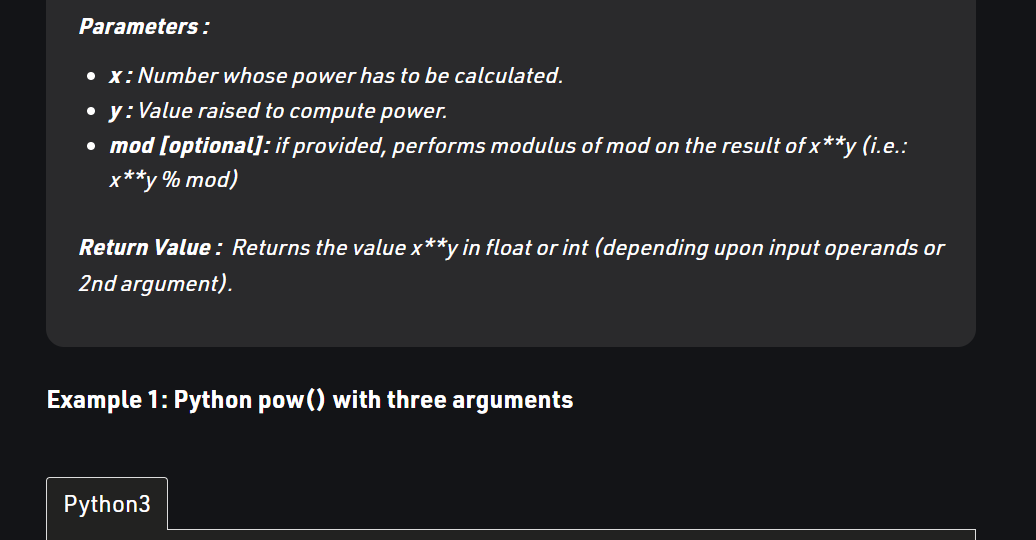 Parameters :
• x : Number whose power has to be calculated.
• y : Value raised to compute power.
• mod [optional]: if provided, performs modulus of mod on the result of x**y (i.e.:
x**y % mod)
Return Value : Returns the value x**y in float or int (depending upon input operands or
2nd argument).
Example 1: Python pow() with three arguments
Python3